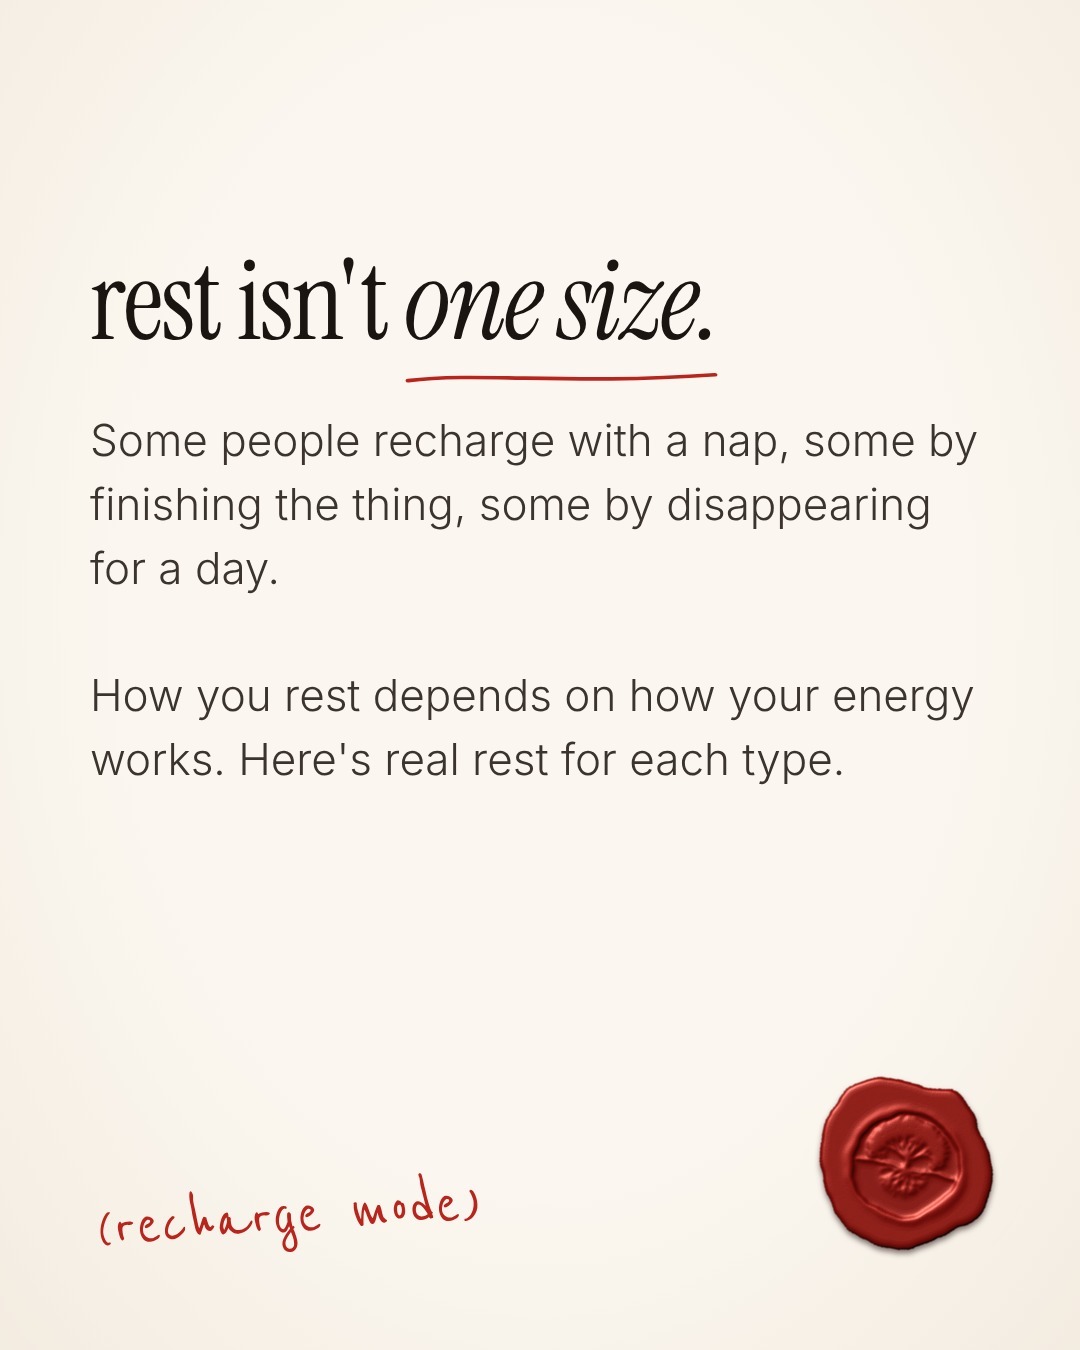 rest isn't one size.
Some people recharge with a nap, some by
finishing the thing, some by disappearing
for a day.
How you rest depends on how your energy
works. Here's real rest for each type.
(recharge mode)